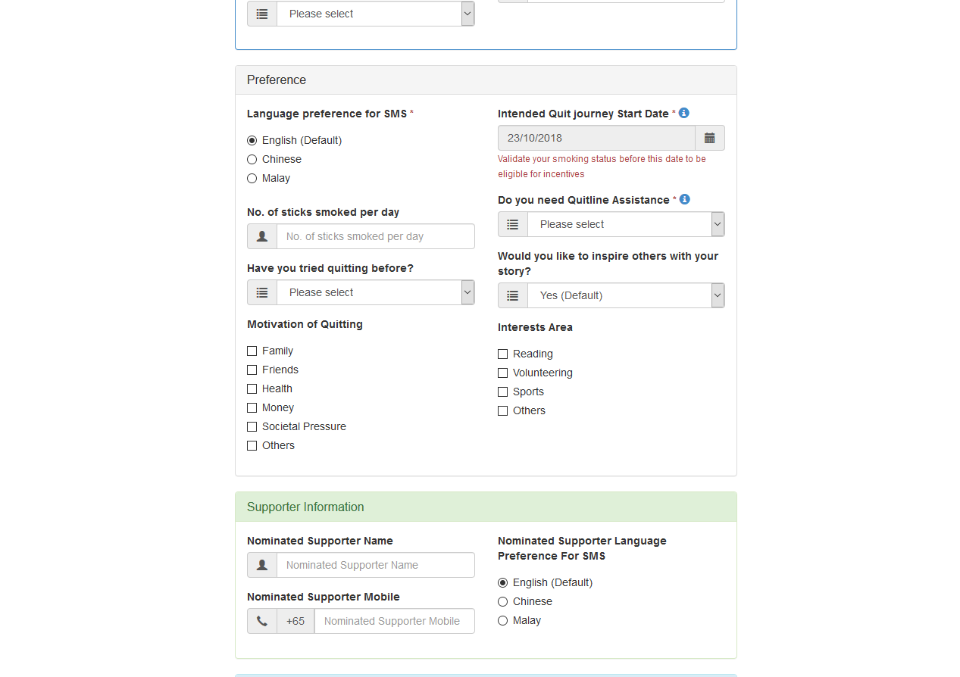 Please select
Preference
Language preference for SMS *
English (Default)
Chinese
Malay
No. of sticks smoked per day
No. of sticks smoked per day
Have you tried quitting before?
Please select
Motivation of Quitting
Family
Friends
Health
Money
Societal Pressure
Others
Intended Quit journey Start Date *
23/10/2018
Validate your smoking status before this date to be
eligible for incentives
Do you need Quitline Assistance *
Please select
Would you like to inspire others with your
story?
Yes (Default)
Interests Area
Reading
Volunteering
Sports
Others
Supporter Information
Nominated Supporter Name
Nominated Supporter Name
Nominated Supporter Mobile
+65 Nominated Supporter Mobile
Nominated Supporter Language
Preference For SMS
English (Default)
Chinese
Malay